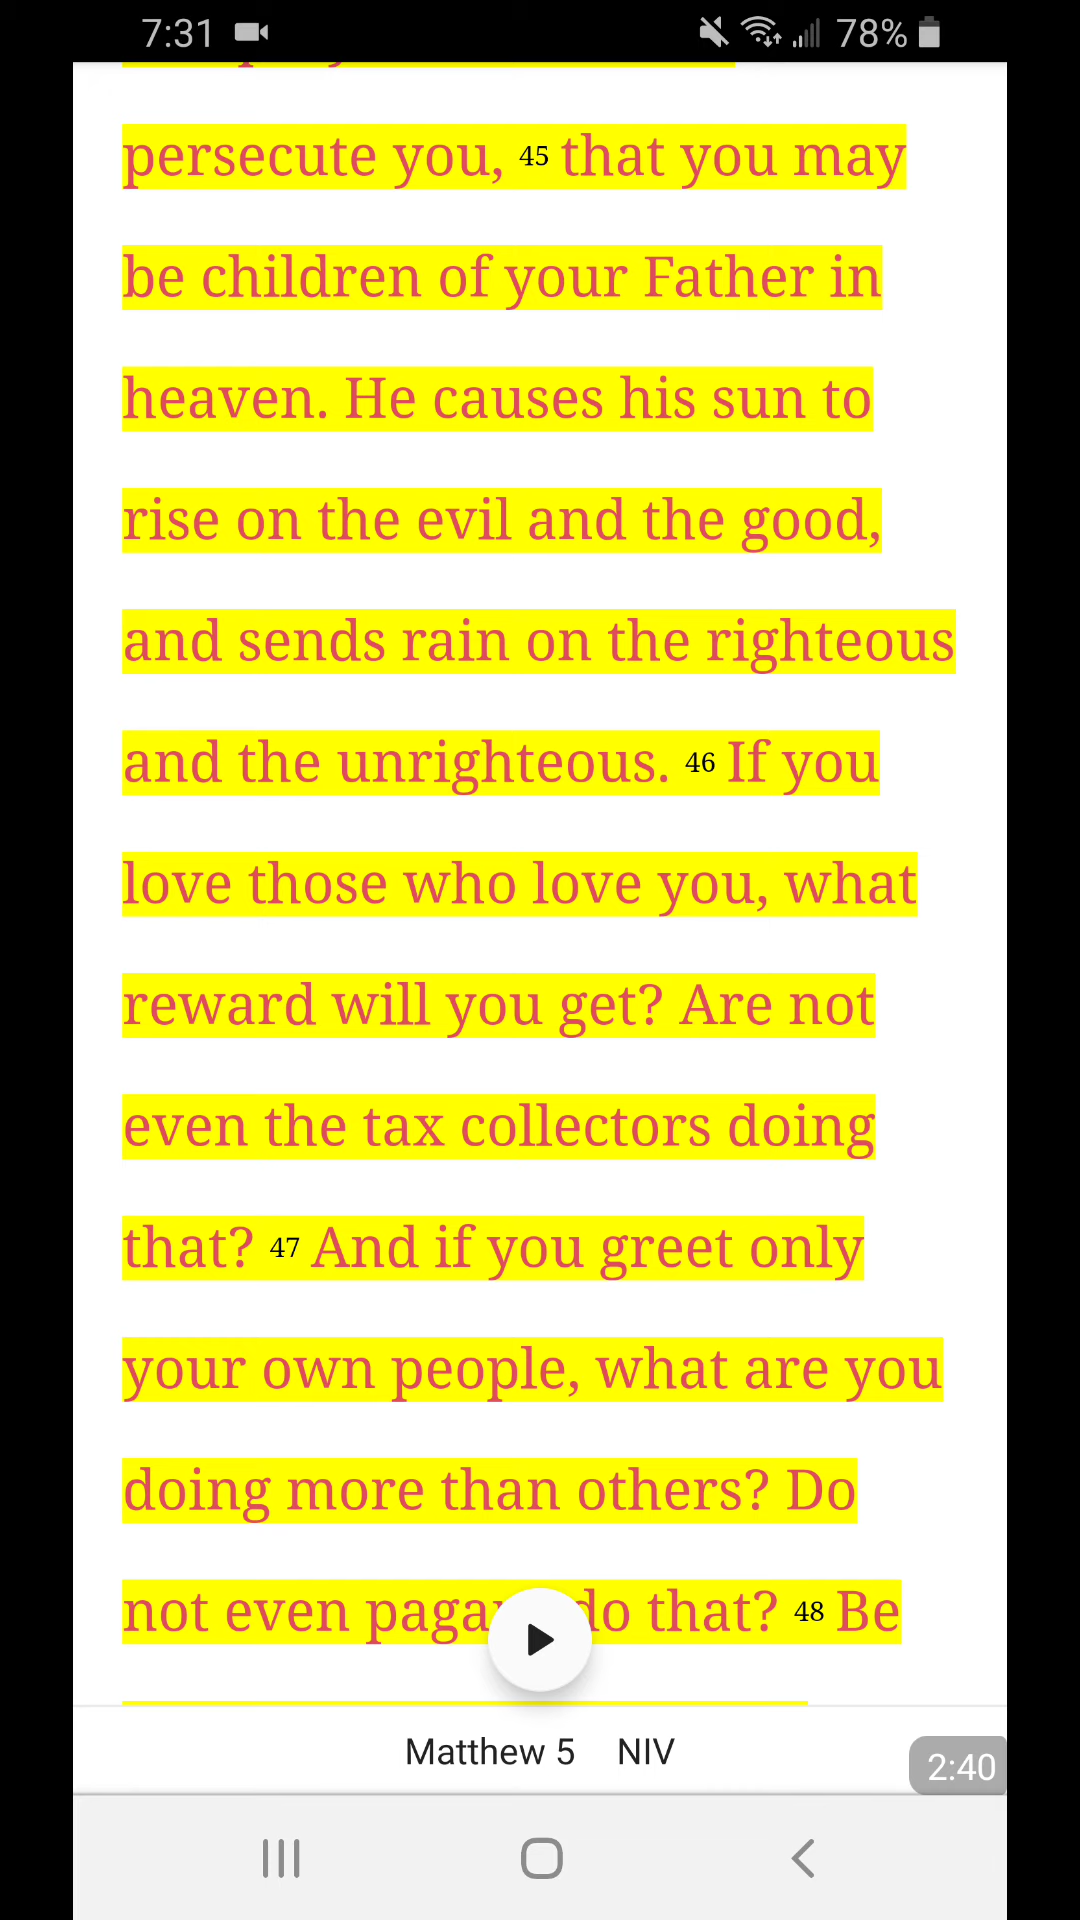 7:31 78%
persecute you, 45 that you may
be children of your Father in
heaven. He causes his sun to
rise on the evil and the good,
and sends rain on the righteous
and the unrighteous. 46 If you
love those who love you, what
reward will you get? Are not
even the tax collectors doing
that? 47 And if you greet only
your own people, what are you
doing more than others? Do
not even do that? 48 Be
Matthew 5 NIV
2:40